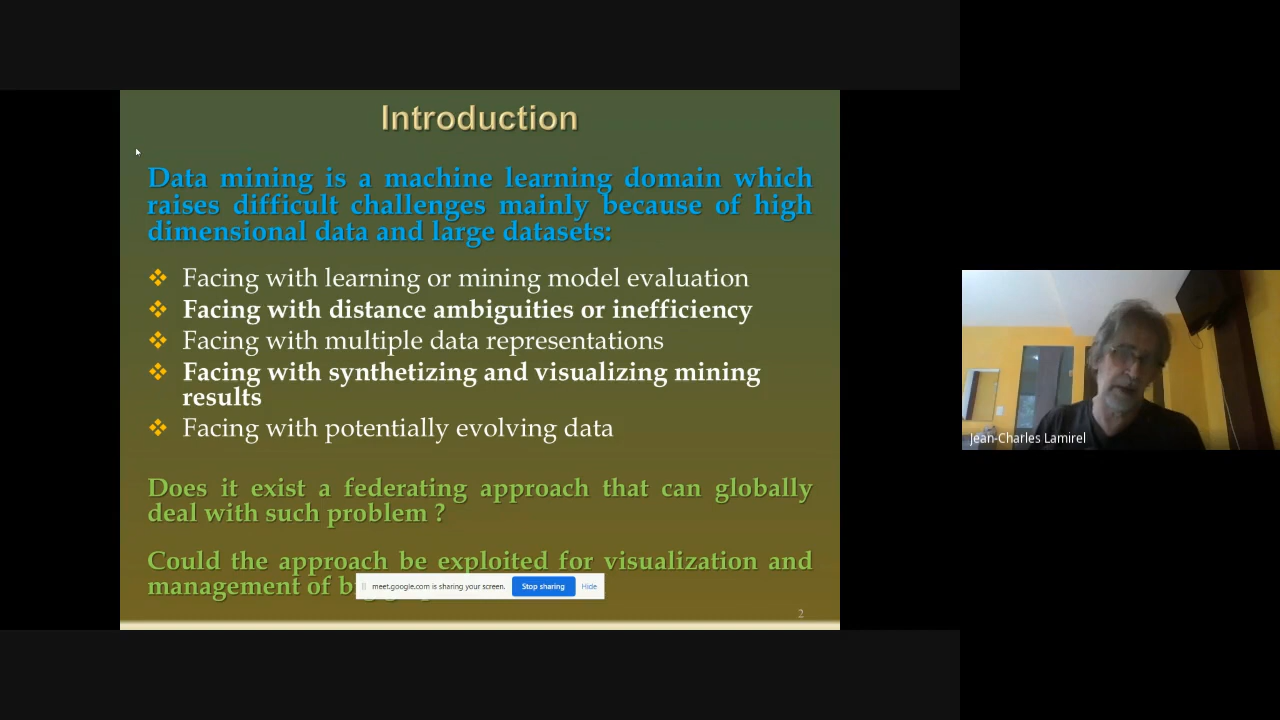 Introduction
Data mining is a machine learning domain which
raises difficult challenges mainly because of high
dimensional data and large datasets:
Facing with learning or mining model evaluation
Facing with distance ambiguities or inefficiency
Facing with multiple data representations
Facing with synthetizing and visualizing mining
results
Facing with potentially evolving data
Does it exist a federating approach that can globally
deal with such problem ?
Could the approach be exploited for visualization and
management of
meet.google.com is sharing your screen. Stop sharing Hide
2
Jean-Charles Lamirel